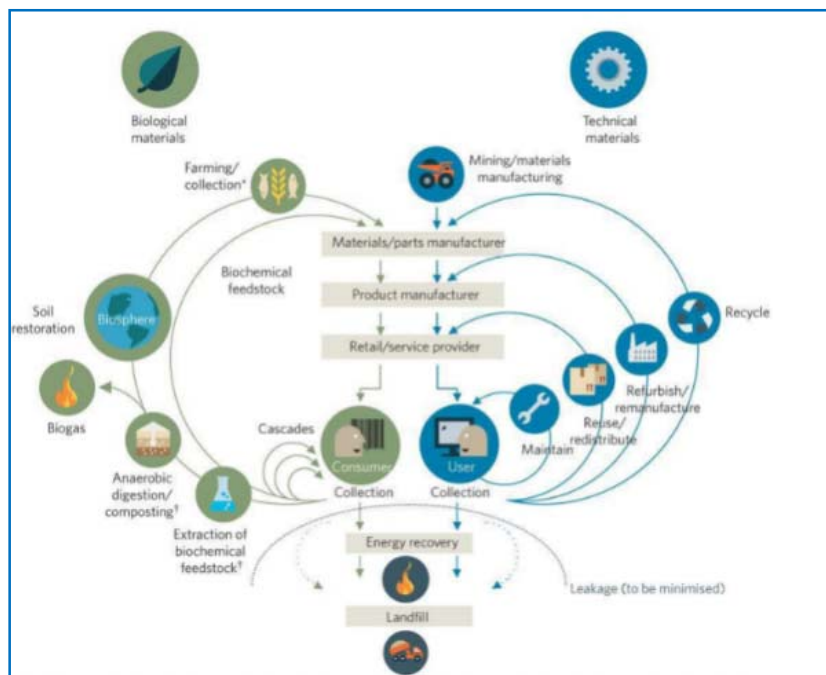 Biological
materials
Technical
materials
Farming/
collection*
Mining/materials
manufacturing
Materials/parts manufacturer
Biochemical
feedstock
Product manufacturer
Soil
restoration
Biosphere
Recycle
Retail/service provider
Refurbish/
remanufacture
Biogas
Reuse/
redistribute
Cascades
Maintain
Consumer
User
Anaerobic
digestion/
composting†
Collection
Collection
Extraction of
biochemical
feedstock†
Energy recovery
Leakage (to be minimised)
Landfill